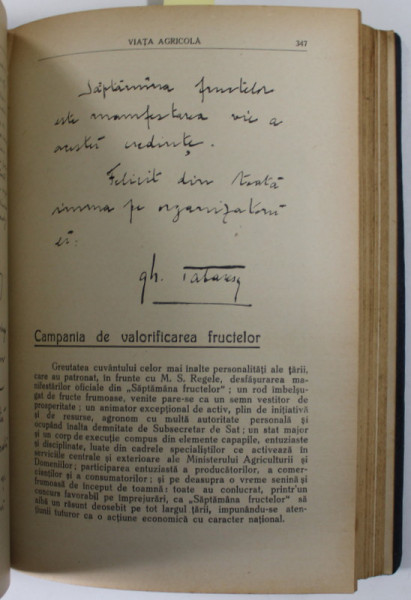 VIAȚA AGRICOLĂ 347
Săptămîna fructelor
este manifestarea vie a
acestei credințe.
Felicit din toată
inima pe organizatorii
ei:
gh. Tatarescu
Campania de valorificarea fructelor
Greutatea cuvântului celor mai înalte personalități ale țării,
care au patronat, în frunte cu M. S. Regele, desfășurarea ma-
nifestărilor oficiale din „Săptămâna fructelor" ; un rod îmbelșu-
gat de fructe frumoase, venite pare-se ca un semn vestitor de
prosperitate ; un animator excepțional de activ, plin de inițiativă
și de resurse, agronom cu multă autoritate personală și
ocupând înalta demnitate de Subsecretar de Sat ; un stat major
și un corp de execuție compus din elemente capabile, entuziaste
și disciplinate, luate din cadrele specialiștilor ce activează în
serviciile centrale și exterioare ale Ministerului Agriculturii și
Domeniilor ; participarea entuziastă a producătorilor, a comer-
cianților și a consumatorilor ; și pe deasupra o vreme senină și
frumoasă de început de toamnă : toate au conlucrat, printr'un
concurs favorabil pe împrejurări, ca „Săptămâna fructelor" să
aibă un răsunt deosebit pe tot largul țării, impunându-se aten-
țiunii tuturor ca o acțiune economică cu caracter național.